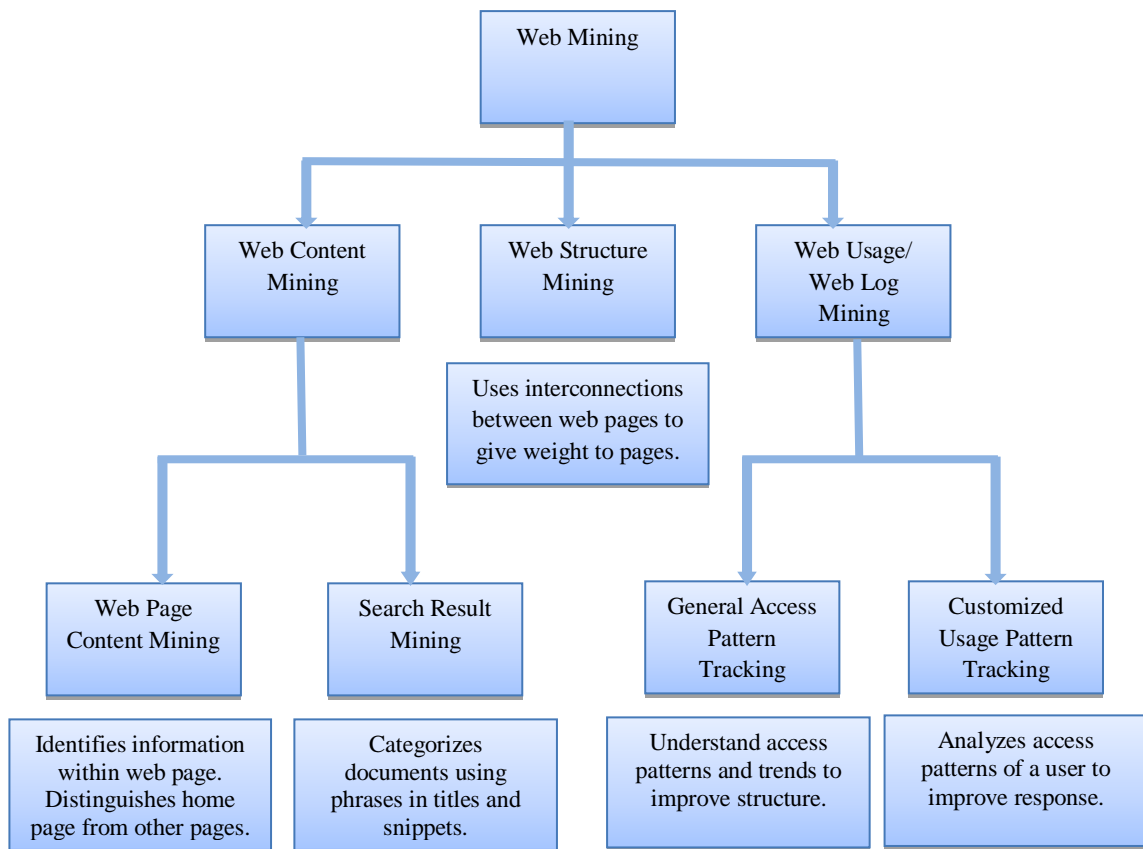 Web Mining
Web Content
Mining
Web Structure
Mining
Web Usage/
Web Log
Mining
Uses interconnections
between web pages to
give weight to pages.
Web Page
Content Mining
Search Result
Mining
General Access
Pattern
Tracking
Customized
Usage Pattern
Tracking
Identifies information
within web page.
Distinguishes home
page from other pages.
Categorizes
documents using
phrases in titles and
snippets.
Understand access
patterns and trends to
improve structure.
Analyzes access
patterns of a user to
improve response.